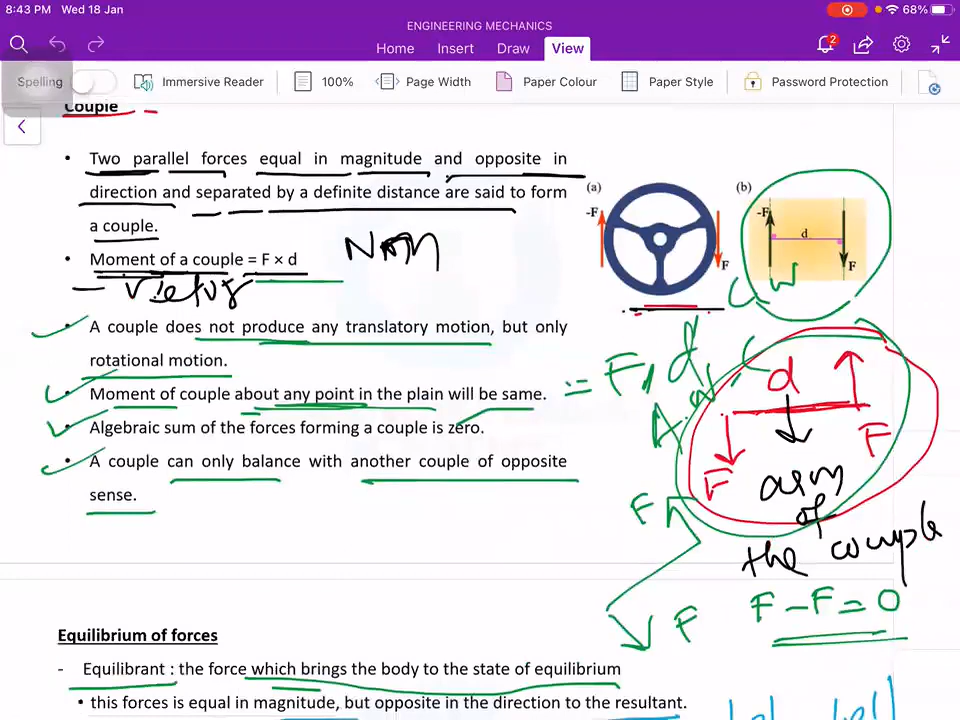 8:43 PM Wed 18 Jan
68%
ENGINEERING MECHANICS
Home Insert Draw View
2
Spelling Immersive Reader 100% Page Width Paper Colour Paper Style Password Protection
Couple
• Two parallel forces equal in magnitude and opposite in
direction and separated by a definite distance are said to form
a couple.
• Moment of a couple = F × d
• A couple does not produce any translatory motion, but only
rotational motion.
• Moment of couple about any point in the plain will be same.
• Algebraic sum of the forces forming a couple is zero.
• A couple can only balance with another couple of opposite
sense.
(a) (b)
-F F
-F d F
CW
d
F F
arm
of
the couple
F
F
F - F = 0
Equilibrium of forces
- Equilibrant : the force which brings the body to the state of equilibrium
• this forces is equal in magnitude, but opposite in the direction to the resultant.